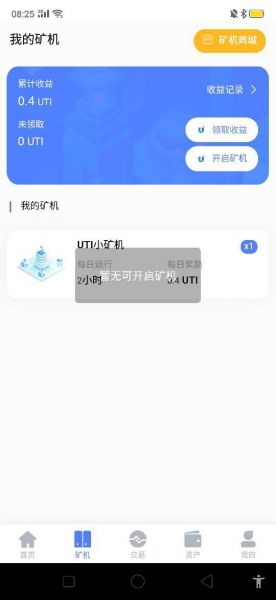 08:25
我的矿机
矿机商城
累计收益
0.4 UTI
收益记录
未领取
0 UTI
领取收益
开启矿机
我的矿机
UTI小矿机
x1
每日运行
每日奖励
2小时
0.4 UTI
暂无可开启矿机
首页
矿机
交易
资产
我的